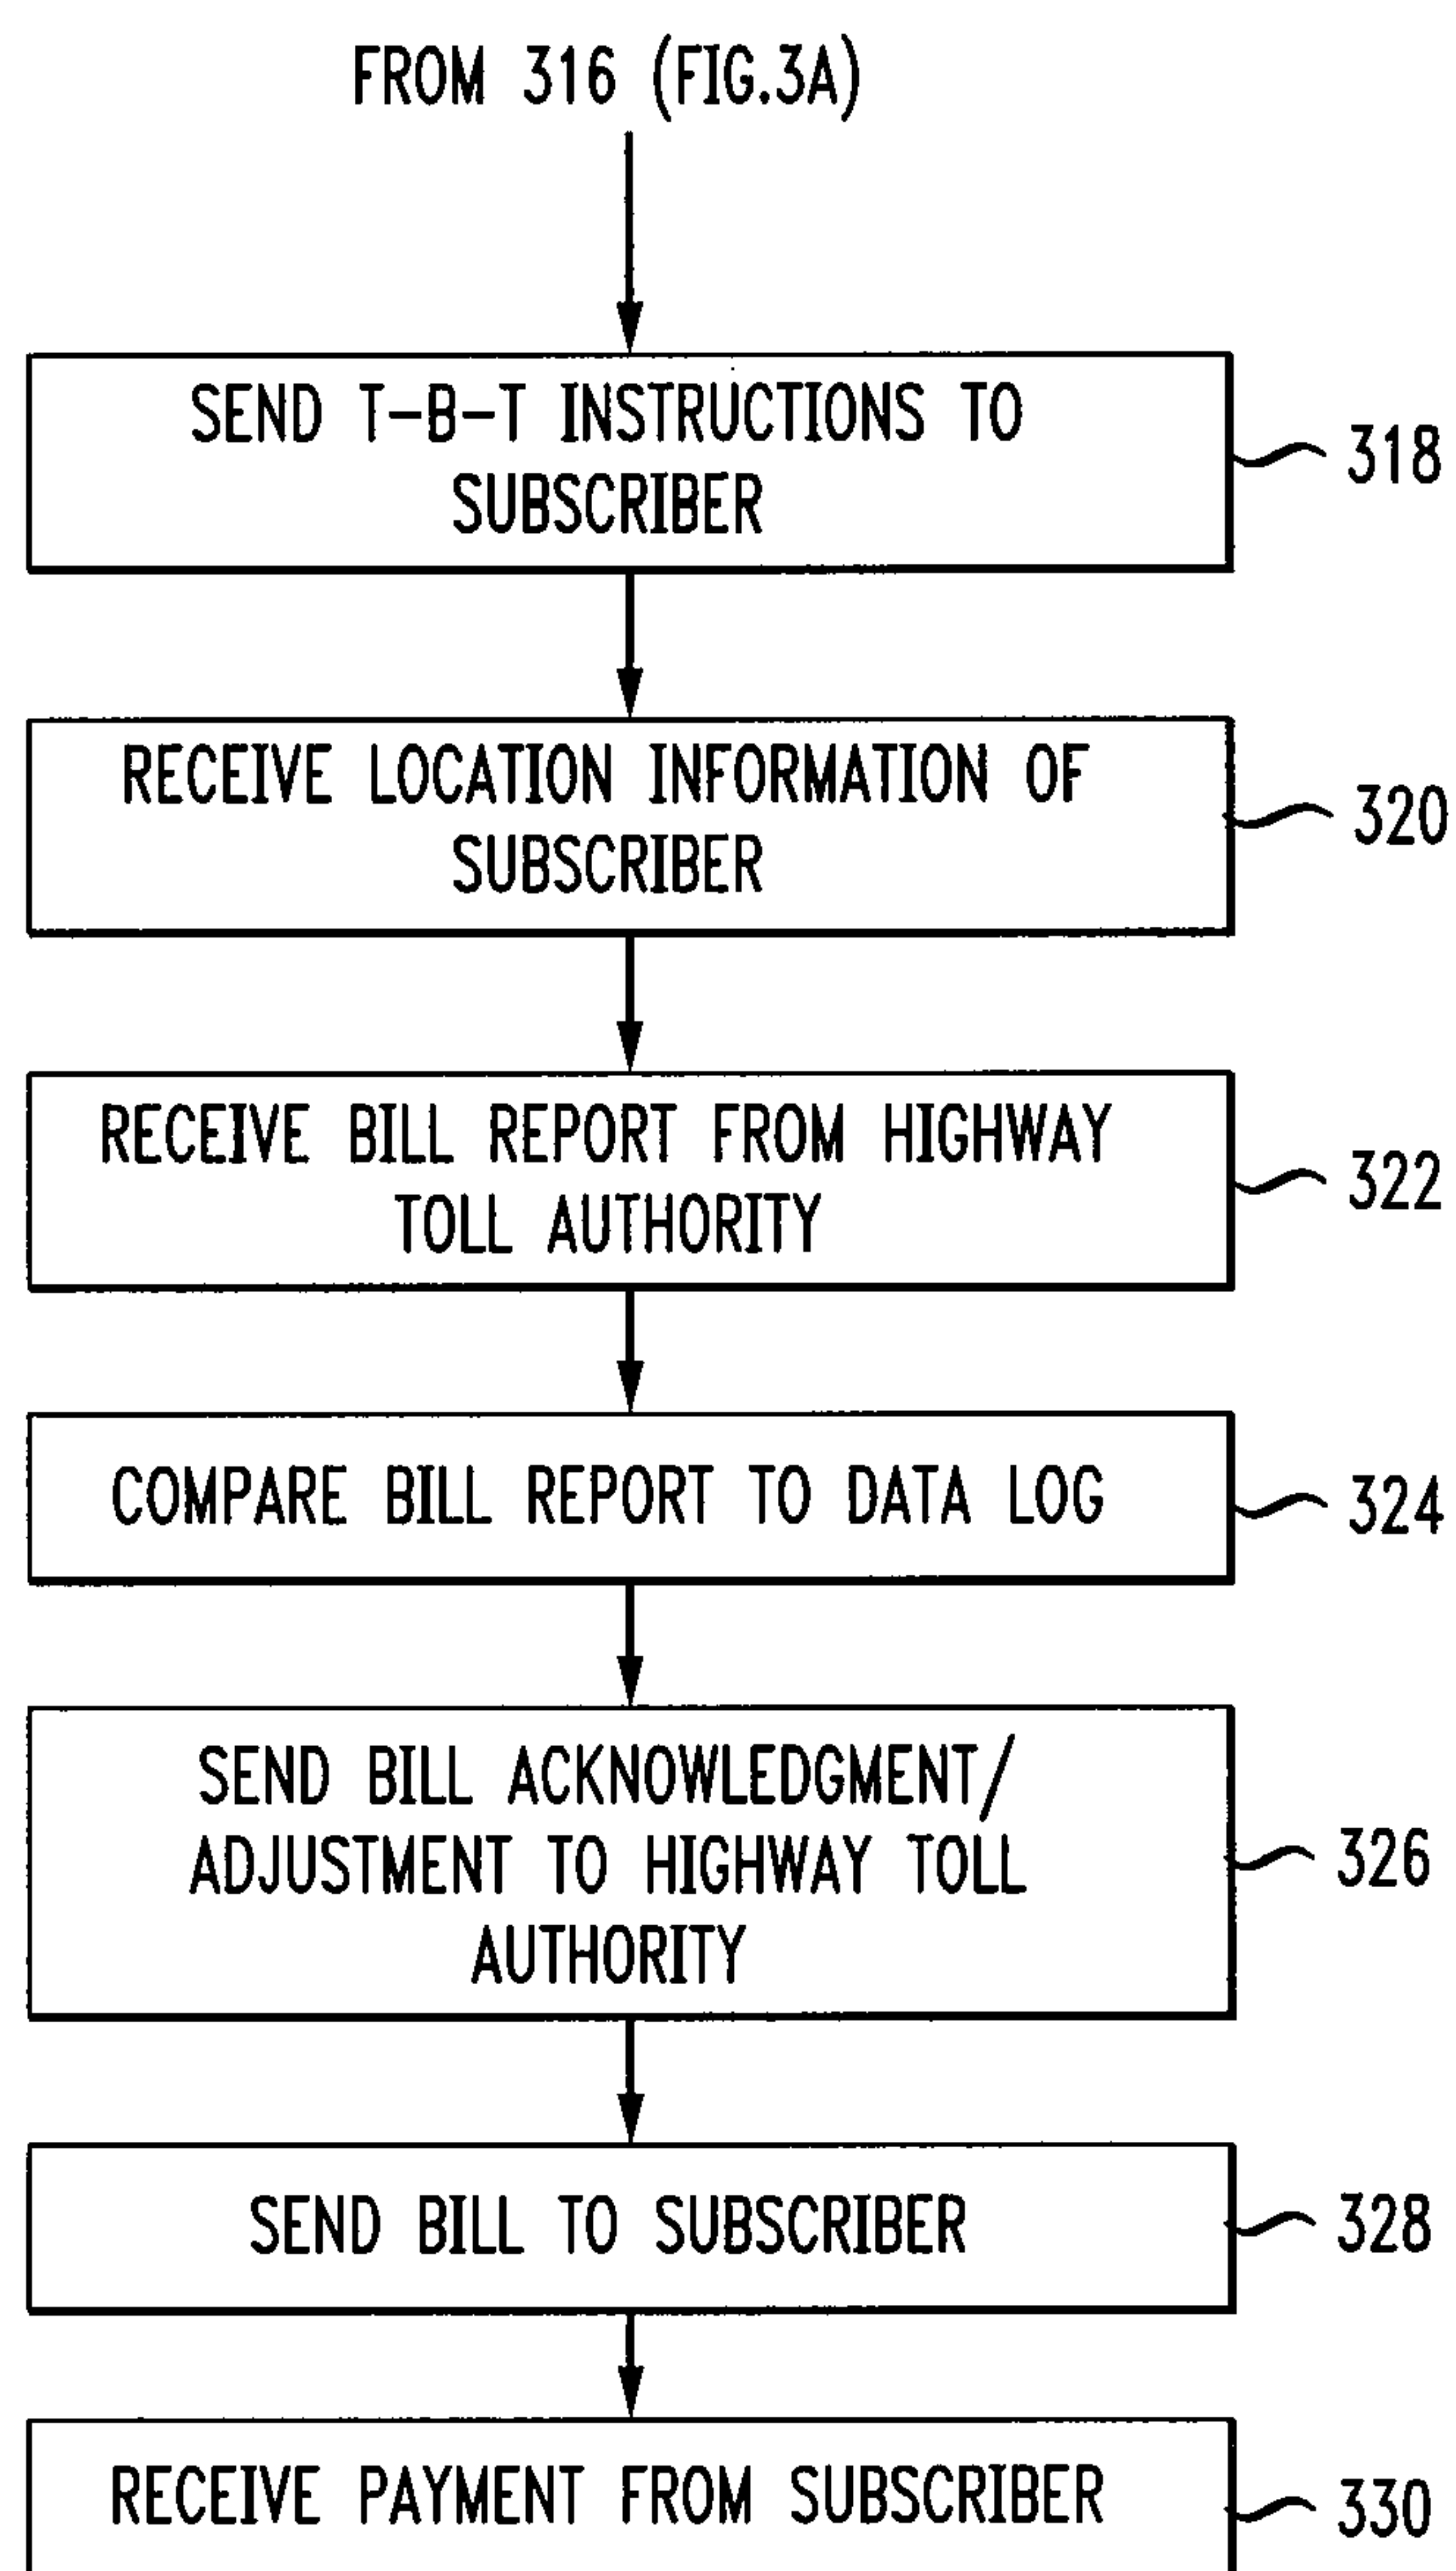 FROM 316 (FIG.3A)
SEND T-B-T INSTRUCTIONS TO
SUBSCRIBER
318
RECEIVE LOCATION INFORMATION OF
SUBSCRIBER
320
RECEIVE BILL REPORT FROM HIGHWAY
TOLL AUTHORITY
322
COMPARE BILL REPORT TO DATA LOG
324
SEND BILL ACKNOWLEDGMENT/
ADJUSTMENT TO HIGHWAY TOLL
AUTHORITY
326
SEND BILL TO SUBSCRIBER
328
RECEIVE PAYMENT FROM SUBSCRIBER
330